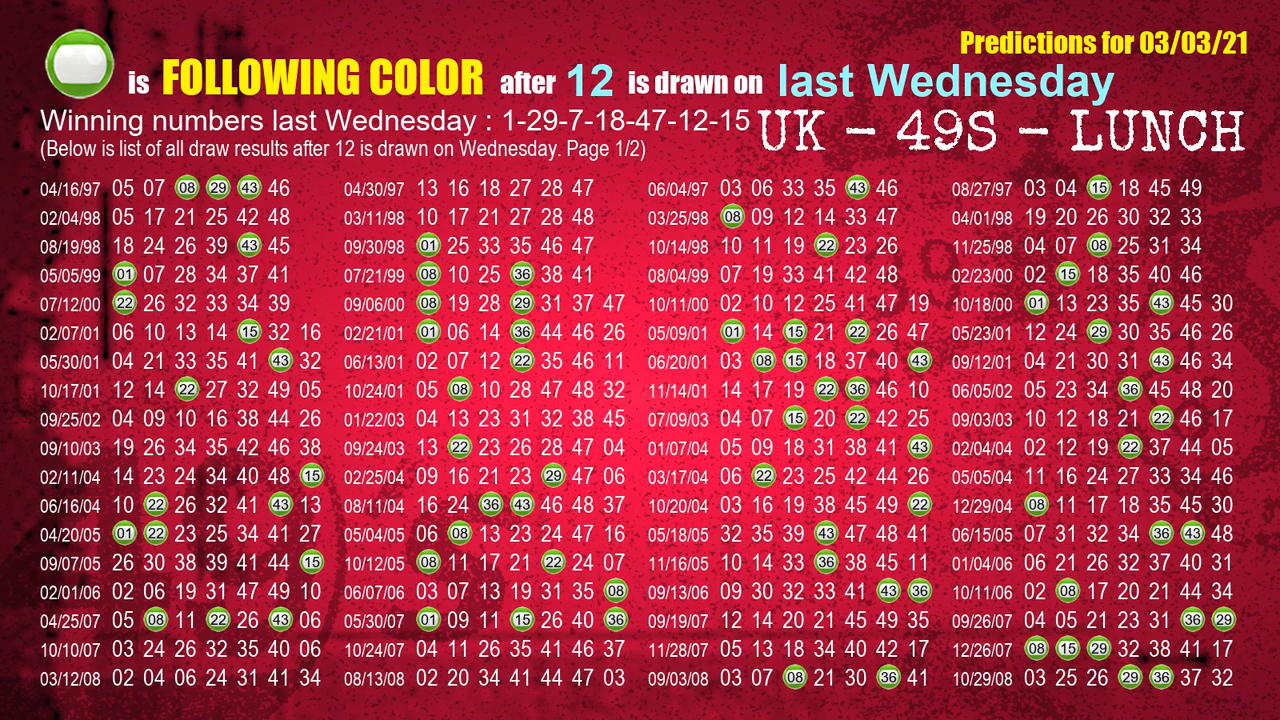 Predictions for 03/03/21
is FOLLOWING COLOR after 12 is drawn on last Wednesday
Winning numbers last Wednesday : 1-29-7-18-47-12-15 UK - 49S - LUNCH
(Below is list of all draw results after 12 is drawn on Wednesday. Page 1/2)
04/16/97 05 07 08 29 43 46 04/30/97 13 16 18 27 28 47 06/04/97 03 06 33 35 43 46 08/27/97 03 04 15 18 45 49
02/04/98 05 17 21 25 42 48 03/11/98 10 17 21 27 28 48 03/25/98 08 09 12 14 33 47 04/01/98 19 20 26 30 32 33
08/19/98 18 24 26 39 43 45 09/30/98 01 25 33 35 46 47 10/14/98 10 11 19 22 23 26 11/25/98 04 07 08 25 31 34
05/05/99 01 07 28 34 37 41 07/21/99 08 10 25 36 38 41 08/04/99 07 19 33 41 42 48 02/23/00 02 15 18 35 40 46
07/12/00 22 26 32 33 34 39 09/06/00 08 19 28 29 31 37 47 10/11/00 02 10 12 25 41 47 19 10/18/00 01 13 23 35 43 45 30
02/07/01 06 10 13 14 15 32 16 02/21/01 01 06 14 36 44 46 26 05/09/01 01 14 15 21 22 26 47 05/23/01 12 24 29 30 35 46 26
05/30/01 04 21 33 35 41 43 32 06/13/01 02 07 12 22 35 46 11 06/20/01 03 08 15 18 37 40 43 09/12/01 04 21 30 31 43 46 34
10/17/01 12 14 22 27 32 49 05 10/24/01 05 08 10 28 47 48 32 11/14/01 14 17 19 22 36 46 10 06/05/02 05 23 34 36 45 48 20
09/25/02 04 09 10 16 38 44 26 01/22/03 04 13 23 31 32 38 45 07/09/03 04 07 15 20 22 42 25 09/03/03 10 12 18 21 22 46 17
09/10/03 19 26 34 35 42 46 38 09/24/03 13 22 23 26 28 47 04 01/07/04 05 09 18 31 38 41 43 02/04/04 02 12 19 22 37 44 05
02/11/04 14 23 24 34 40 48 15 02/25/04 09 16 21 23 29 47 06 03/17/04 06 22 23 25 42 44 26 05/05/04 11 16 24 27 33 34 46
06/16/04 10 22 26 32 41 43 13 08/11/04 16 24 36 43 46 48 37 10/20/04 03 16 19 38 45 49 22 12/29/04 08 11 17 18 35 45 30
04/20/05 01 22 23 25 34 41 27 05/04/05 06 08 13 23 24 47 16 05/18/05 32 35 39 43 47 48 41 06/15/05 07 31 32 34 36 43 48
09/07/05 26 30 38 39 41 44 15 10/12/05 08 11 17 21 22 24 07 11/16/05 10 14 33 36 38 45 11 01/04/06 06 21 26 32 37 40 31
02/01/06 02 06 19 31 47 49 10 06/07/06 03 07 13 19 31 35 08 09/13/06 09 30 32 33 41 43 36 10/11/06 02 08 17 20 21 44 34
04/25/07 05 08 11 22 26 43 06 05/30/07 01 09 11 15 26 40 36 09/19/07 12 14 20 21 45 49 35 09/26/07 04 05 21 23 31 36 29
10/10/07 03 24 26 32 35 40 06 10/24/07 04 11 26 35 41 46 37 11/28/07 05 13 18 34 40 42 17 12/26/07 08 15 29 32 38 41 17
03/12/08 02 04 06 24 31 41 34 08/13/08 02 20 34 41 44 47 03 09/03/08 03 07 08 21 30 36 41 10/29/08 03 25 26 29 36 37 32